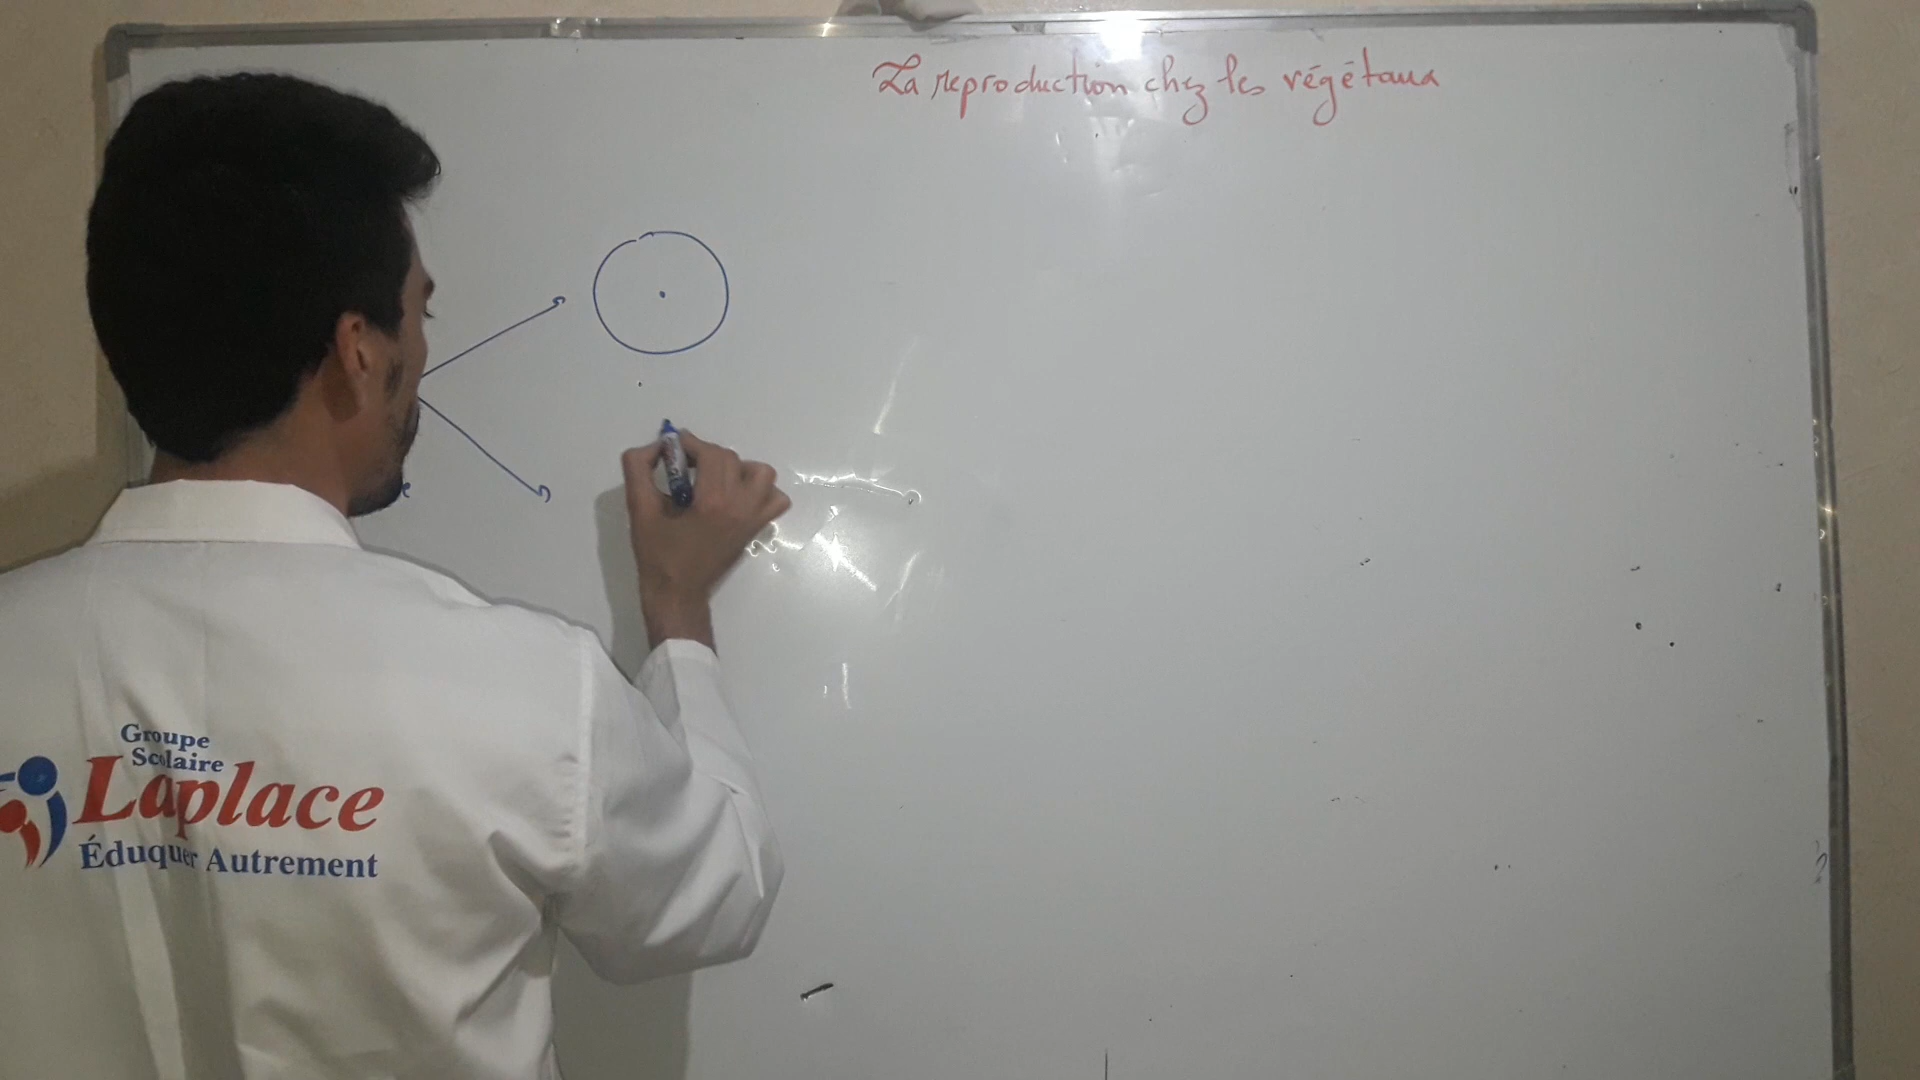 La reproduction chez les végétaux
Groupe
Scolaire
Laplace
Éduquer Autrement